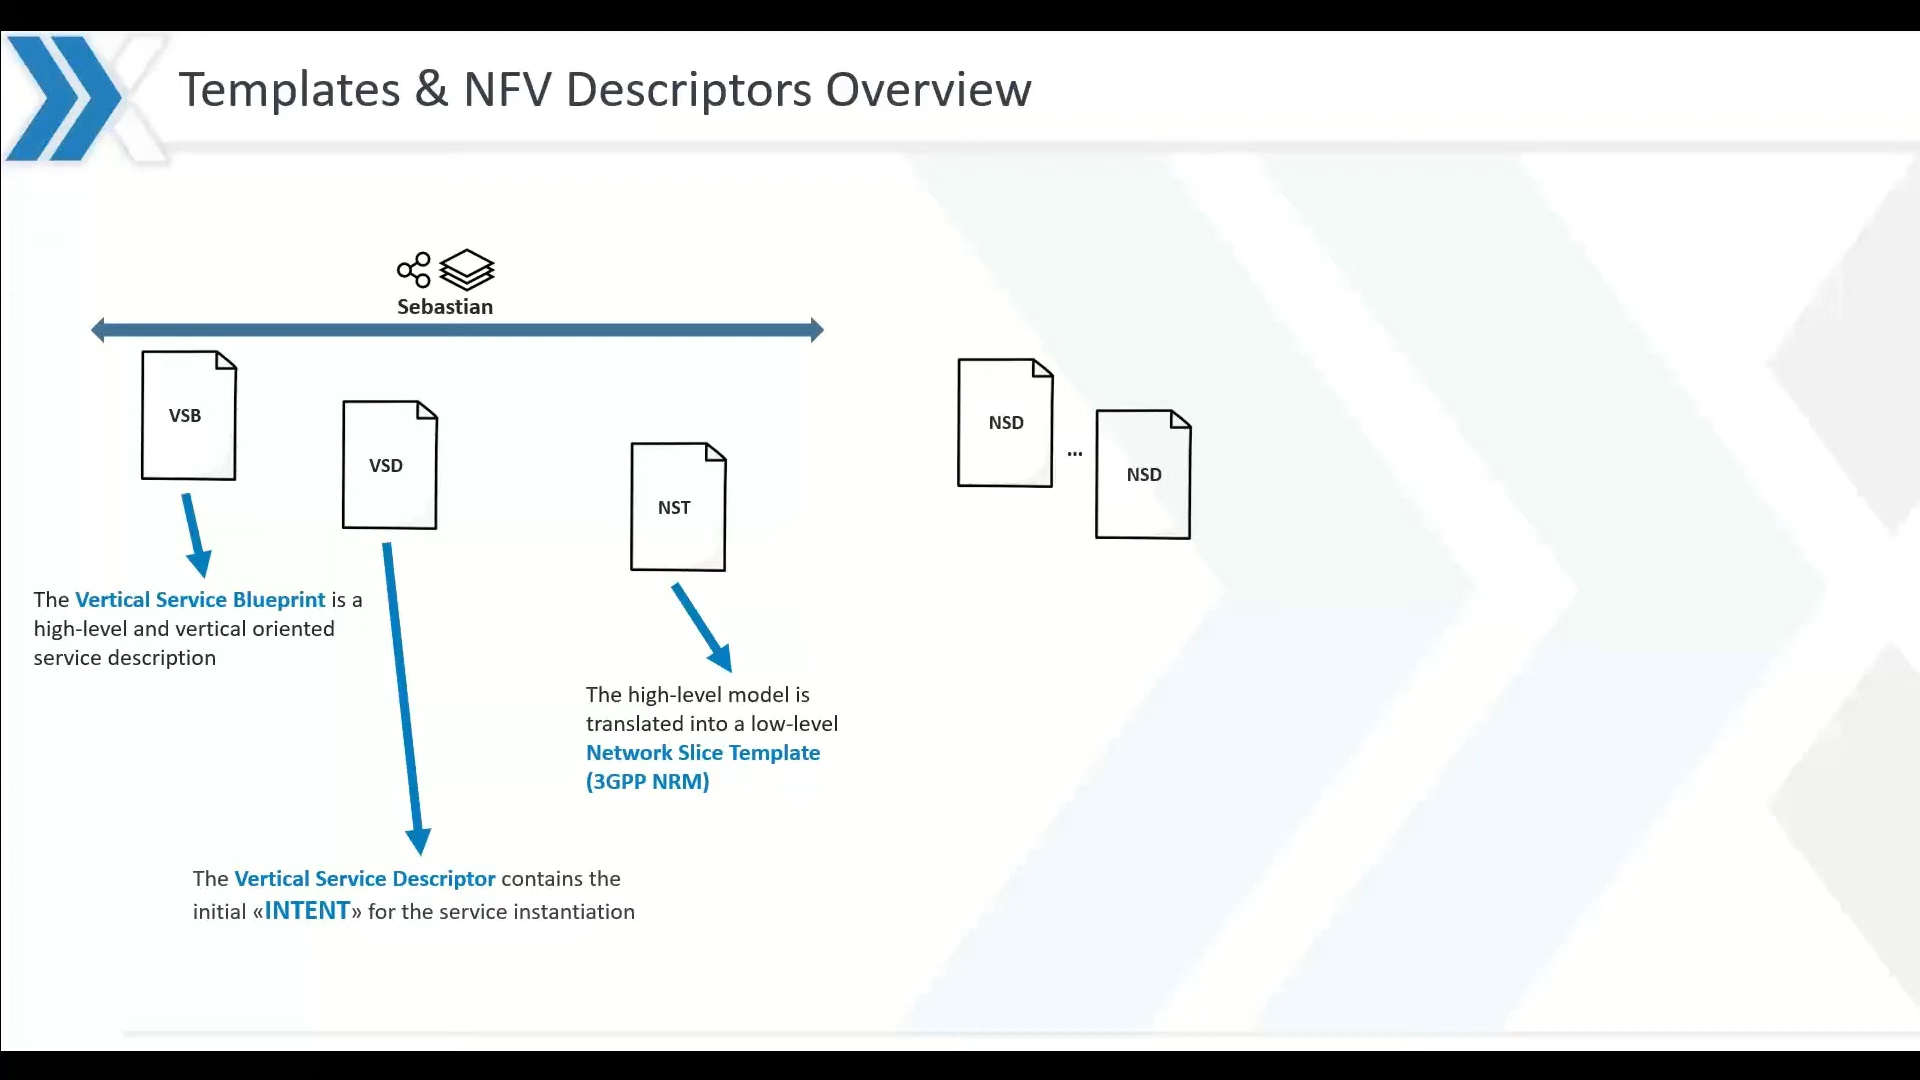 Templates & NFV Descriptors Overview
Sebastian
VSB
VSD
NST
NSD
...
NSD
The Vertical Service Blueprint is a
high-level and vertical oriented
service description
The high-level model is
translated into a low-level
Network Slice Template
(3GPP NRM)
The Vertical Service Descriptor contains the
initial «INTENT» for the service instantiation